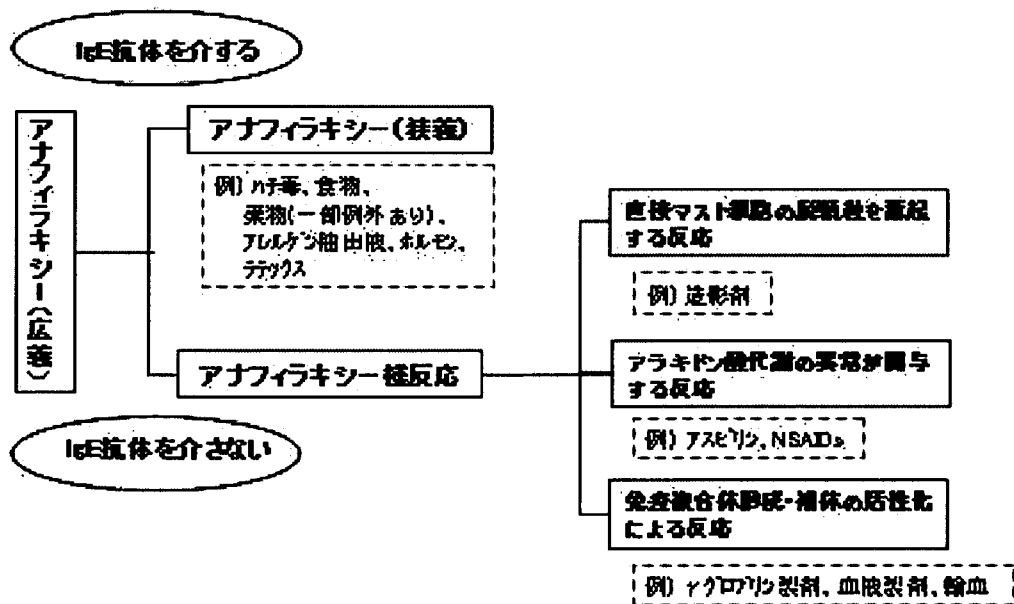 IgE抗体を介する
アナフィラキシー(広義)
アナフィラキシー(狭義)
例) ハチ毒、食物、
薬物(一部例外あり)、
アレルゲン抽出液、ホルモン、
ラテックス
アナフィラキシー様反応
IgE抗体を介さない
直接マスト細胞の脱顆粒を惹起
する反応
例) 造影剤
アラキドン酸代謝の異常が関与
する反応
例) アスピリン、NSAIDs
免疫複合体形成・補体の活性化
による反応
例) γグロブリン製剤、血液製剤、輸血